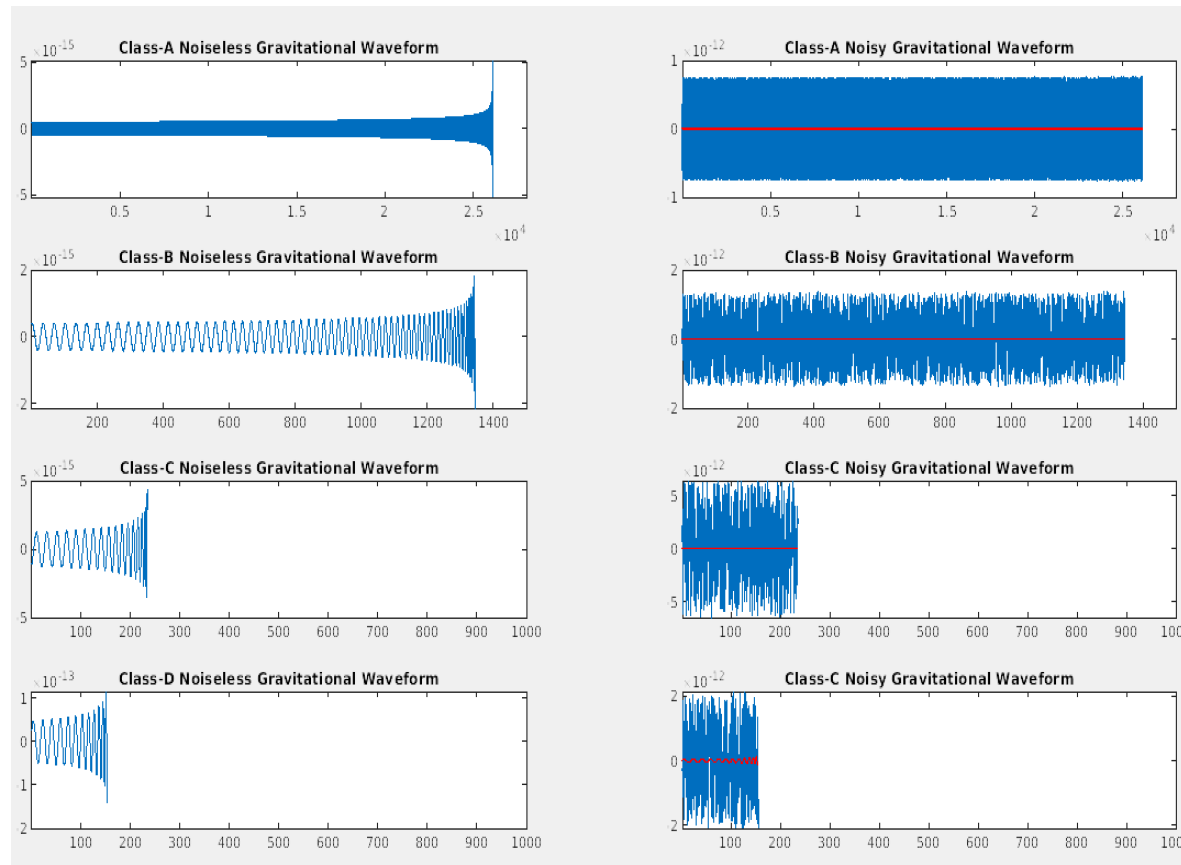 ×10^-15
Class-A Noiseless Gravitational Waveform
5
0
5
0.5 1 1.5 2 2.5
×10^4
×10^-12
Class-A Noisy Gravitational Waveform
1
0
-1
0.5 1 1.5 2 2.5
×10^4
×10^-15
Class-B Noiseless Gravitational Waveform
2
0
-2
200 400 600 800 1000 1200 1400
×10^-12
Class-B Noisy Gravitational Waveform
2
0
-2
200 400 600 800 1000 1200 1400
×10^-15
Class-C Noiseless Gravitational Waveform
5
0
5
100 200 300 400 500 600 700 800 900 1000
×10^-12
Class-C Noisy Gravitational Waveform
5
0
5
100 200 300 400 500 600 700 800 900 100
×10^-13
Class-D Noiseless Gravitational Waveform
1
0
-1
-2
100 200 300 400 500 600 700 800 900 1000
×10^-12
Class-C Noisy Gravitational Waveform
2
0
2
100 200 300 400 500 600 700 800 900 100